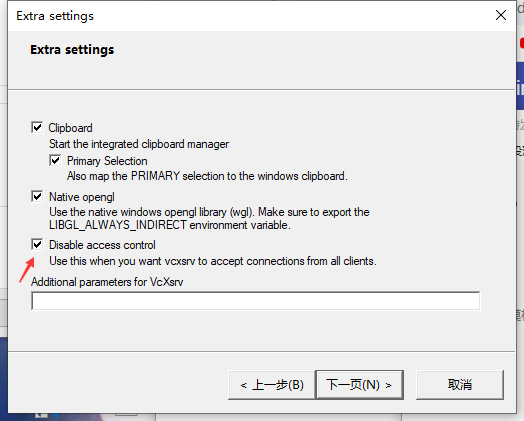 Extra settings
Extra settings
Clipboard
Start the integrated clipboard manager
Primary Selection
Also map the PRIMARY selection to the windows clipboard.
Native opengl
Use the native windows opengl library (wgl). Make sure to export the
LIBGL_ALWAYS_INDIRECT environment variable.
Disable access control
Use this when you want vcxsrv to accept connections from all clients.
Additional parameters for VcXsrv
< 上一步(B)
下一页(N) >
取消